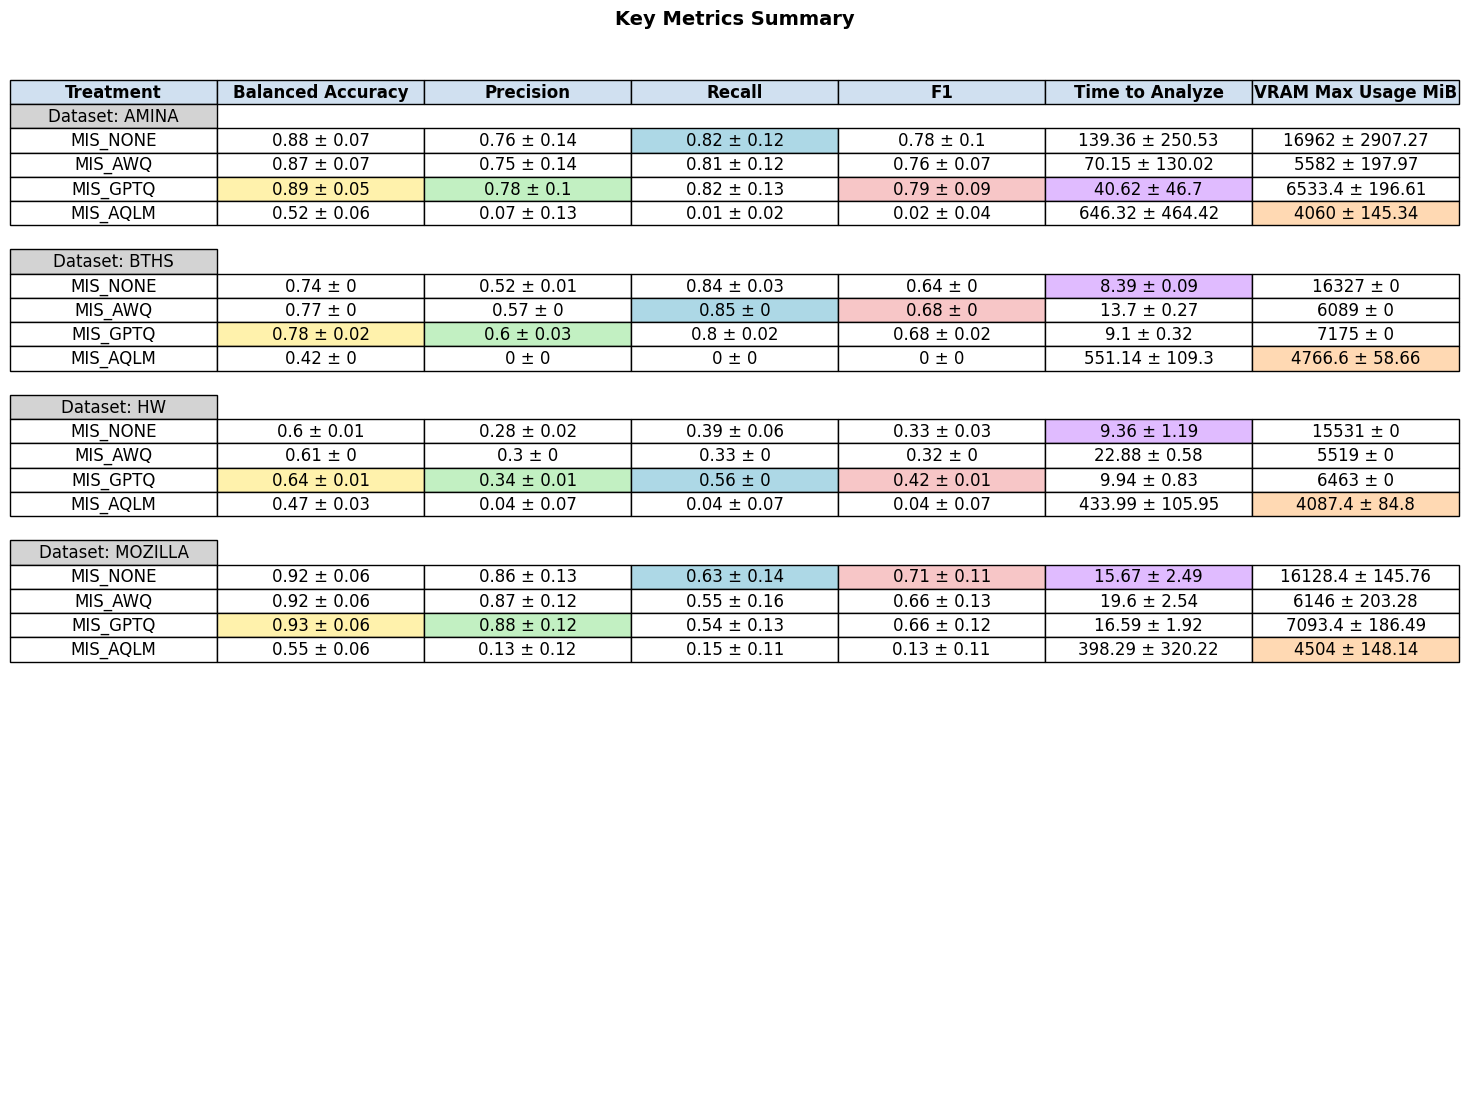 Key Metrics Summary
Treatment Balanced Accuracy Precision Recall F1 Time to Analyze VRAM Max Usage MiB
Dataset: AMINA
MIS_NONE 0.88 ± 0.07 0.76 ± 0.14 0.82 ± 0.12 0.78 ± 0.1 139.36 ± 250.53 16962 ± 2907.27
MIS_AWQ 0.87 ± 0.07 0.75 ± 0.14 0.81 ± 0.12 0.76 ± 0.07 70.15 ± 130.02 5582 ± 197.97
MIS_GPTQ 0.89 ± 0.05 0.78 ± 0.1 0.82 ± 0.13 0.79 ± 0.09 40.62 ± 46.7 6533.4 ± 196.61
MIS_AQLM 0.52 ± 0.06 0.07 ± 0.13 0.01 ± 0.02 0.02 ± 0.04 646.32 ± 464.42 4060 ± 145.34
Dataset: BTHS
MIS_NONE 0.74 ± 0 0.52 ± 0.01 0.84 ± 0.03 0.64 ± 0 8.39 ± 0.09 16327 ± 0
MIS_AWQ 0.77 ± 0 0.57 ± 0 0.85 ± 0 0.68 ± 0 13.7 ± 0.27 6089 ± 0
MIS_GPTQ 0.78 ± 0.02 0.6 ± 0.03 0.8 ± 0.02 0.68 ± 0.02 9.1 ± 0.32 7175 ± 0
MIS_AQLM 0.42 ± 0 0 ± 0 0 ± 0 0 ± 0 551.14 ± 109.3 4766.6 ± 58.66
Dataset: HW
MIS_NONE 0.6 ± 0.01 0.28 ± 0.02 0.39 ± 0.06 0.33 ± 0.03 9.36 ± 1.19 15531 ± 0
MIS_AWQ 0.61 ± 0 0.3 ± 0 0.33 ± 0 0.32 ± 0 22.88 ± 0.58 5519 ± 0
MIS_GPTQ 0.64 ± 0.01 0.34 ± 0.01 0.56 ± 0 0.42 ± 0.01 9.94 ± 0.83 6463 ± 0
MIS_AQLM 0.47 ± 0.03 0.04 ± 0.07 0.04 ± 0.07 0.04 ± 0.07 433.99 ± 105.95 4087.4 ± 84.8
Dataset: MOZILLA
MIS_NONE 0.92 ± 0.06 0.86 ± 0.13 0.63 ± 0.14 0.71 ± 0.11 15.67 ± 2.49 16128.4 ± 145.76
MIS_AWQ 0.92 ± 0.06 0.87 ± 0.12 0.55 ± 0.16 0.66 ± 0.13 19.6 ± 2.54 6146 ± 203.28
MIS_GPTQ 0.93 ± 0.06 0.88 ± 0.12 0.54 ± 0.13 0.66 ± 0.12 16.59 ± 1.92 7093.4 ± 186.49
MIS_AQLM 0.55 ± 0.06 0.13 ± 0.12 0.15 ± 0.11 0.13 ± 0.11 398.29 ± 320.22 4504 ± 148.14